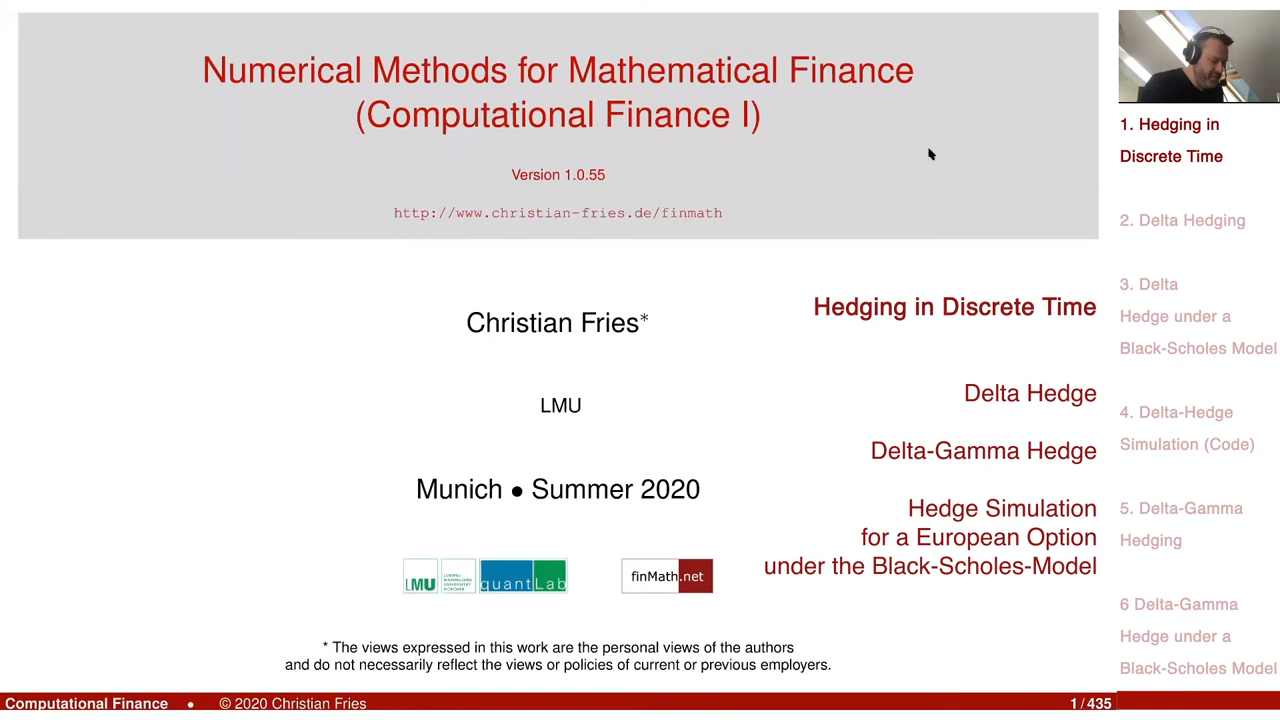 Numerical Methods for Mathematical Finance
(Computational Finance I)
Version 1.0.55
http://www.christian-fries.de/finmath
Christian Fries*
LMU
Munich • Summer 2020
Hedging in Discrete Time
Delta Hedge
Delta-Gamma Hedge
Hedge Simulation
for a European Option
under the Black-Scholes-Model
LMU
quantLab
finMath.net
* The views expressed in this work are the personal views of the authors
and do not necessarily reflect the views or policies of current or previous employers.
Computational Finance • © 2020 Christian Fries
1 / 435
1. Hedging in
Discrete Time
2. Delta Hedging
3. Delta
Hedge under a
Black-Scholes Model
4. Delta-Hedge
Simulation (Code)
5. Delta-Gamma
Hedging
6 Delta-Gamma
Hedge under a
Black-Scholes Model